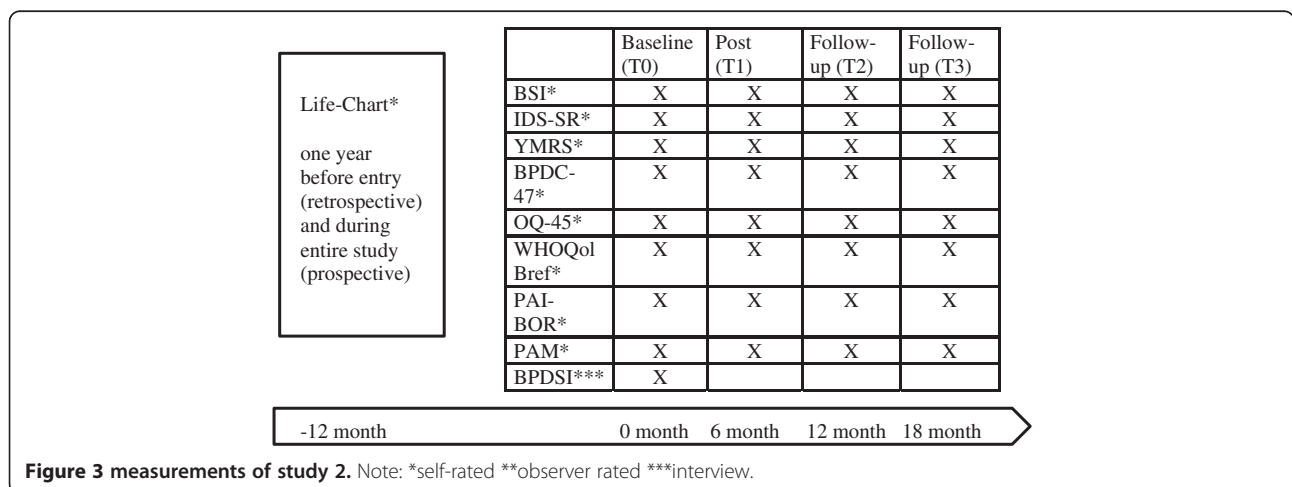 Life-Chart*
one year
before entry
(retrospective)
and during
entire study
(prospective)
Baseline (T0) Post (T1) Follow-up (T2) Follow-up (T3)
BSI* X X X X
IDS-SR* X X X X
YMRS* X X X X
BPDC-47* X X X X
OQ-45* X X X X
WHOQol Bref* X X X X
PAI-BOR* X X X X
PAM* X X X X
BPDSI*** X
-12 month 0 month 6 month 12 month 18 month
Figure 3 measurements of study 2. Note: *self-rated **observer rated ***interview.